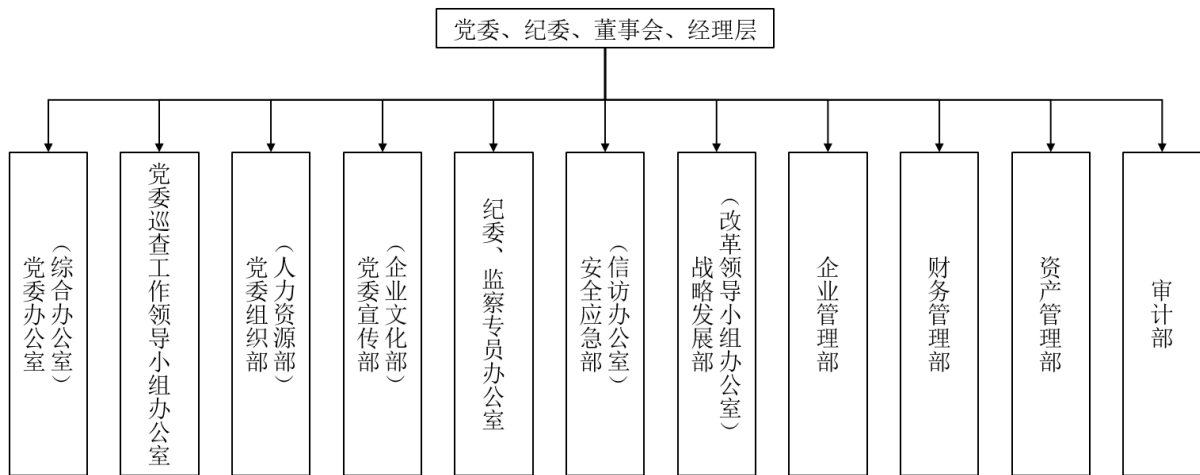 党委、纪委、董事会、经理层
党委办公室
（综合办公室）
党委巡查工作领导小组办公室
党委组织部
（人力资源部）
党委宣传部
（企业文化部）
纪委、监察专员办公室
安全应急部
（信访办公室）
战略发展部
（改革领导小组办公室）
企业管理部
财务管理部
资产管理部
审计部